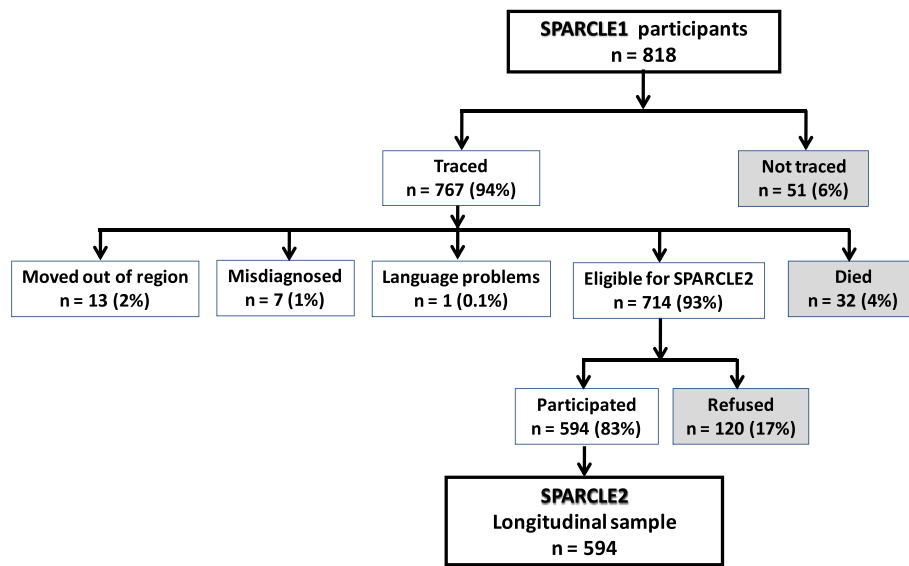 SPARCLE1 participants
n = 818
Traced
n = 767 (94%)
Not traced
n = 51 (6%)
Moved out of region
n = 13 (2%)
Misdiagnosed
n = 7 (1%)
Language problems
n = 1 (0.1%)
Eligible for SPARCLE2
n = 714 (93%)
Died
n = 32 (4%)
Participated
n = 594 (83%)
Refused
n = 120 (17%)
SPARCLE2
Longitudinal sample
n = 594